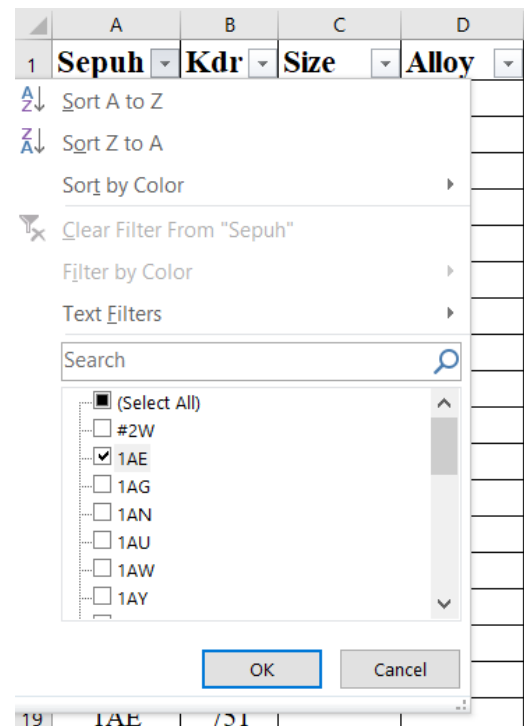 A B C D
1 Sepuh Kdr Size Alloy
Sort A to Z
Sort Z to A
Sort by Color
Clear Filter From "Sepuh"
Filter by Color
Text Filters
Search
(Select All)
#2W
1AE
1AG
1AN
1AU
1AW
1AY
OK Cancel
19 1AE 751